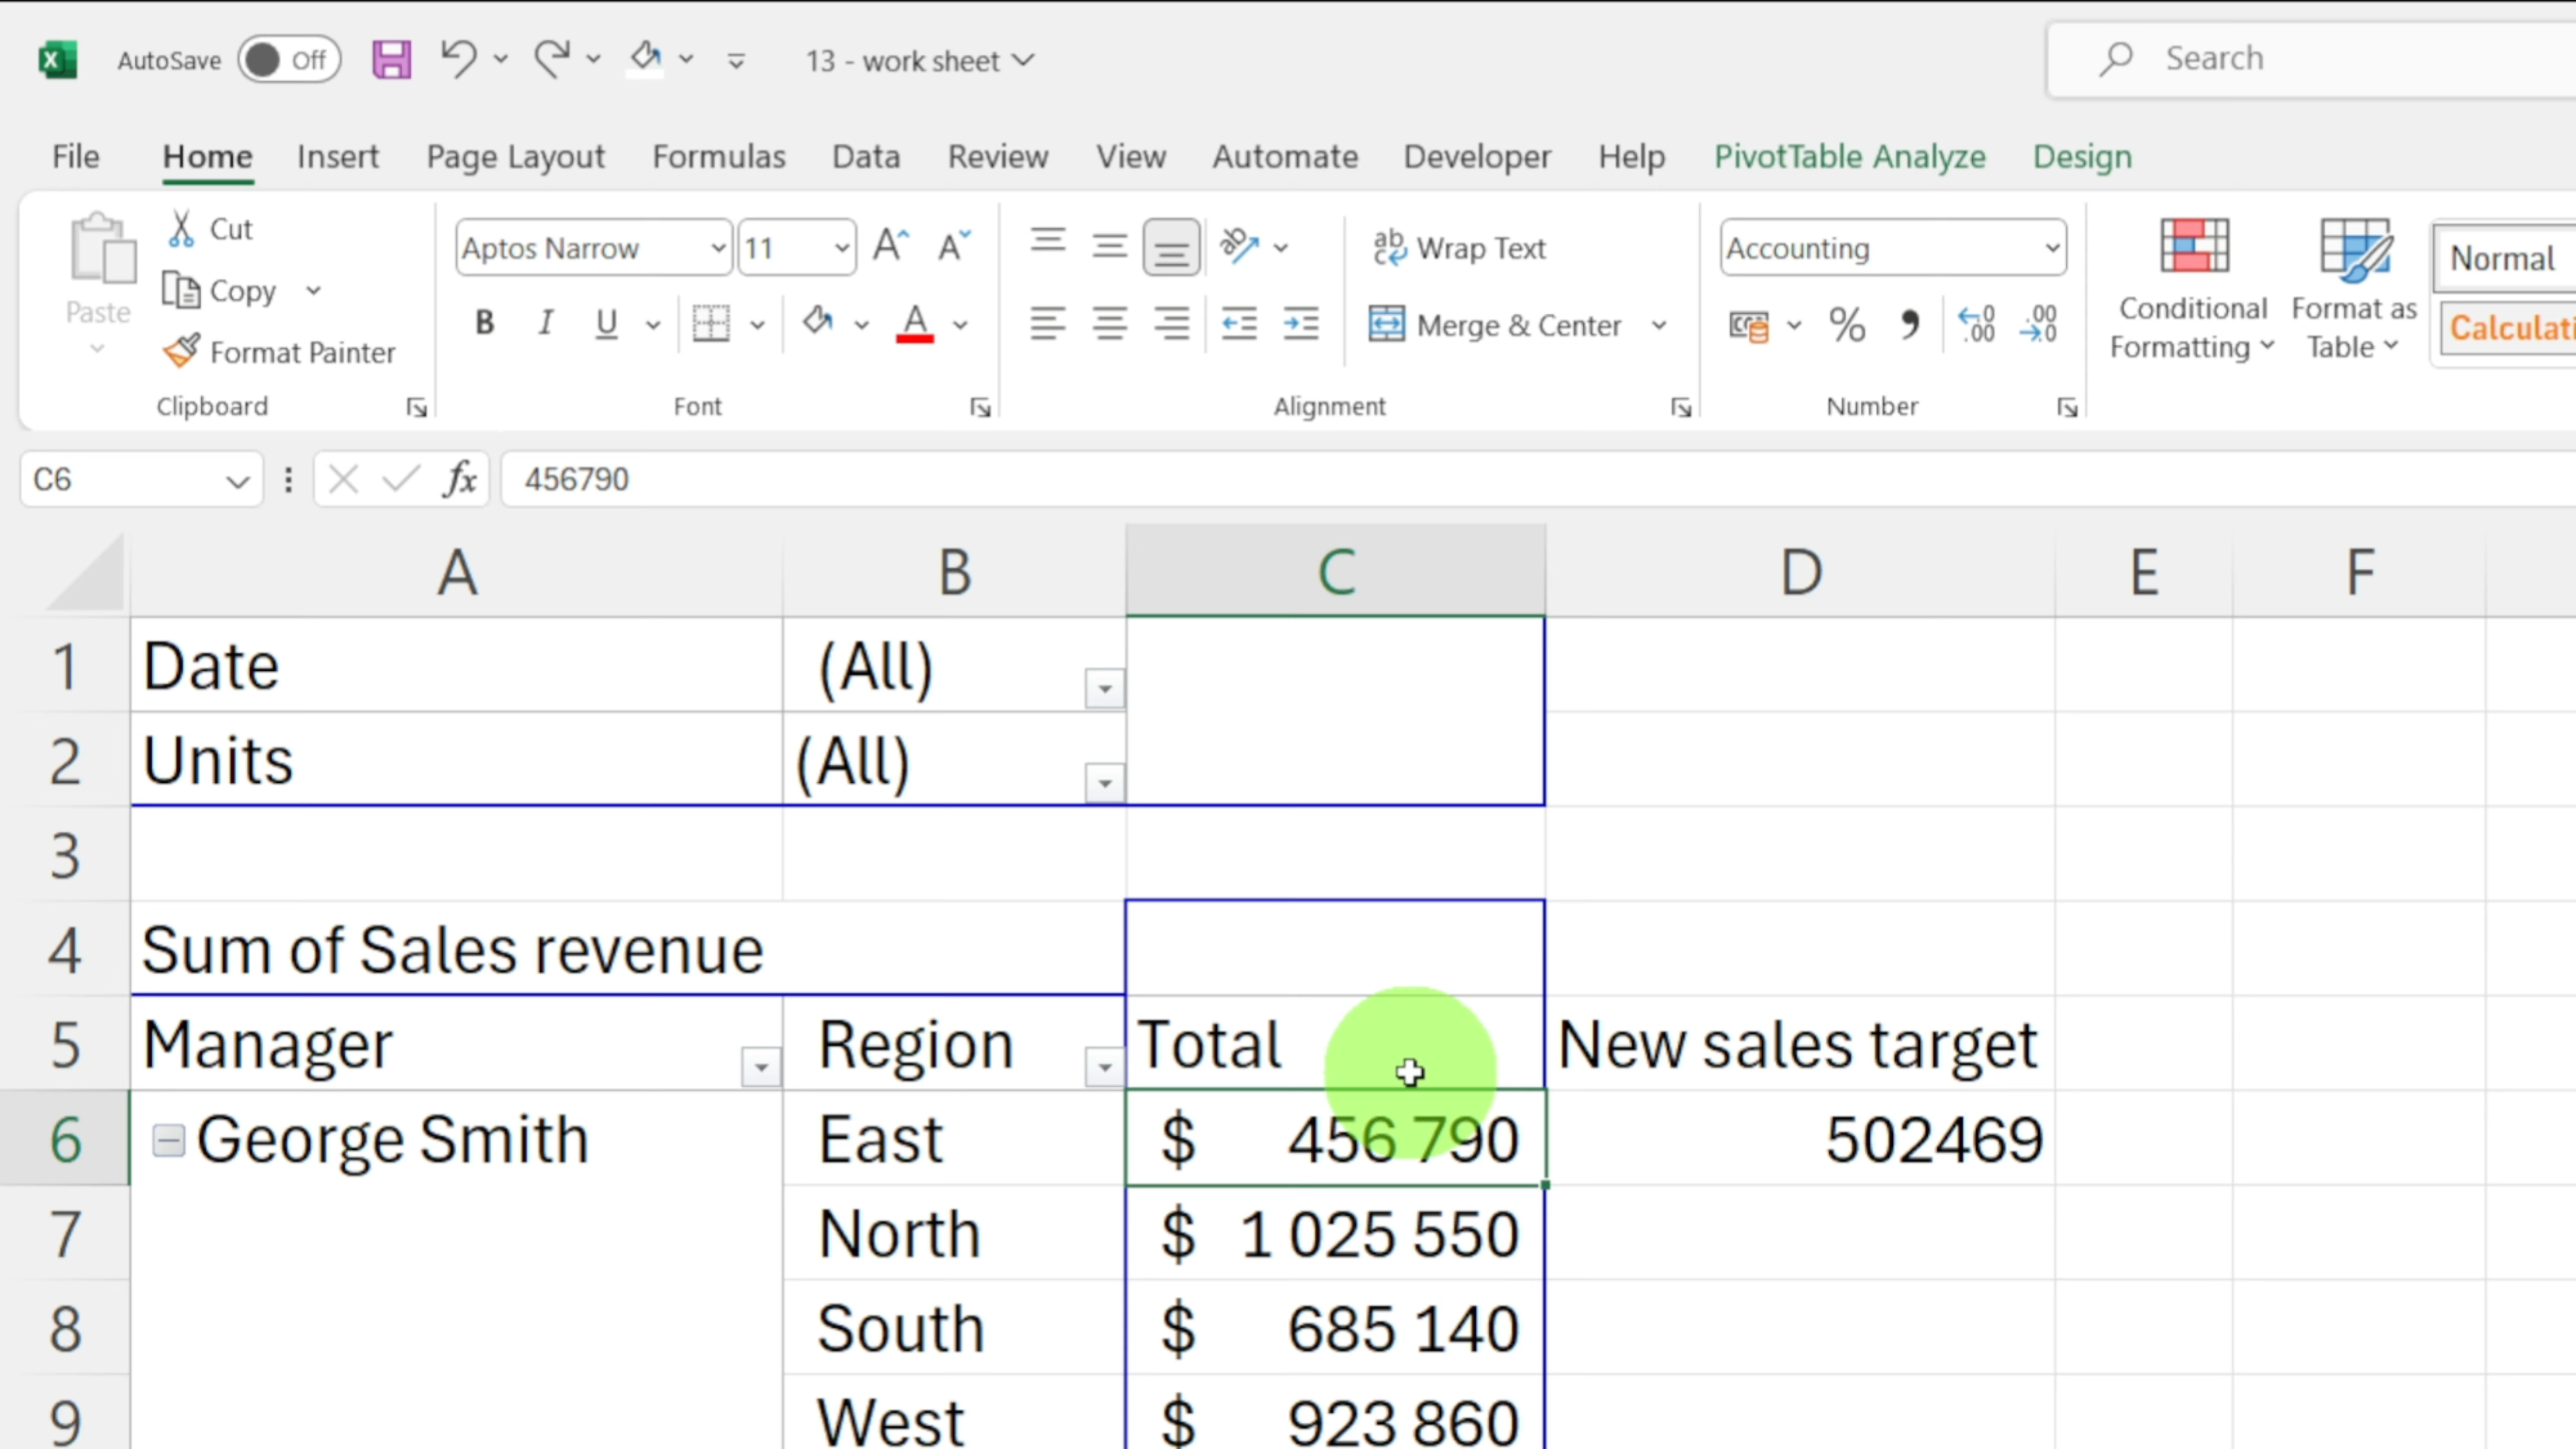 AutoSave Off 13 - work sheet Search
File Home Insert Page Layout Formulas Data Review View Automate Developer Help PivotTable Analyze Design
Paste
Cut
Copy
Format Painter
Clipboard
Aptos Narrow 11
B I U A
Font
Wrap Text
Merge & Center
Alignment
Accounting
% , .00 .00
Number
Conditional Formatting
Format as Table
Normal
Calculati
C6 fx 456790
A B C D E F
1 Date (All)
2 Units (All)
3
4 Sum of Sales revenue
5 Manager Region Total New sales target
6 George Smith East $ 456 790 502469
7 North $ 1 025 550
8 South $ 685 140
9 West $ 923 860